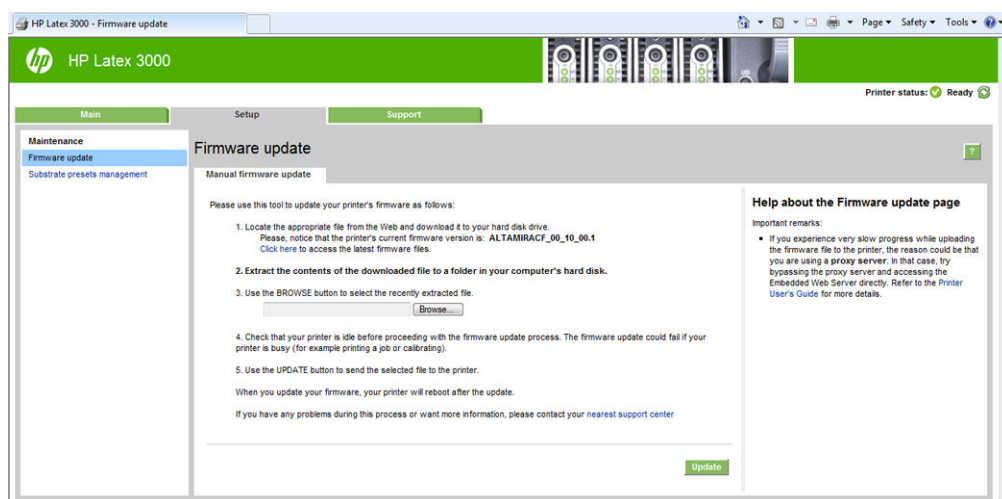 HP Latex 3000 - Firmware update
Page Safety Tools
hp HP Latex 3000
Printer status: Ready
Main Setup Support
Maintenance
Firmware update
Substrate presets management
Firmware update
?
Manual firmware update
Please use this tool to update your printer's firmware as follows:
1. Locate the appropriate file from the Web and download it to your hard disk drive.
Please, notice that the printer's current firmware version is: ALTAMIRACF_00_10_00.1
Click here to access the latest firmware files.
2. Extract the contents of the downloaded file to a folder in your computer's hard disk.
3. Use the BROWSE button to select the recently extracted file.
Browse...
4. Check that your printer is idle before proceeding with the firmware update process. The firmware update could fail if your
printer is busy (for example printing a job or calibrating).
5. Use the UPDATE button to send the selected file to the printer.
When you update your firmware, your printer will reboot after the update.
If you have any problems during this process or want more information, please contact your nearest support center
Update
Help about the Firmware update page
Important remarks:
If you experience very slow progress while uploading
the firmware file to the printer, the reason could be that
you are using a proxy server. In that case, try
bypassing the proxy server and accessing the
Embedded Web Server directly. Refer to the Printer
User's Guide for more details.